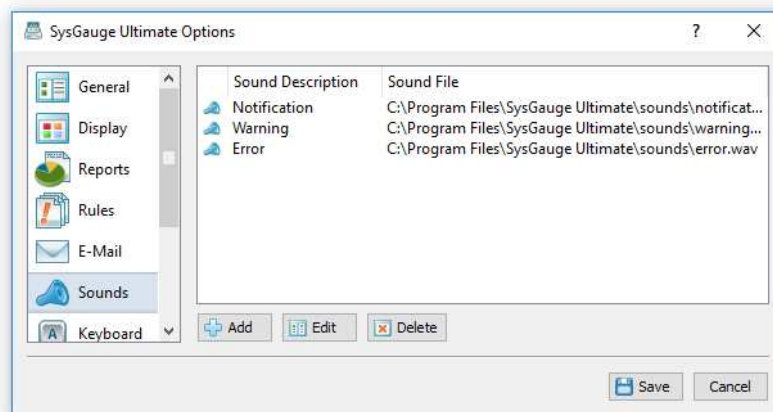 SysGauge Ultimate Options
?
General
Display
Reports
Rules
E-Mail
Sounds
Keyboard
Sound Description Sound File
Notification C:\Program Files\SysGauge Ultimate\sounds\notificat...
Warning C:\Program Files\SysGauge Ultimate\sounds\warning...
Error C:\Program Files\SysGauge Ultimate\sounds\error.wav
Add Edit Delete
Save Cancel